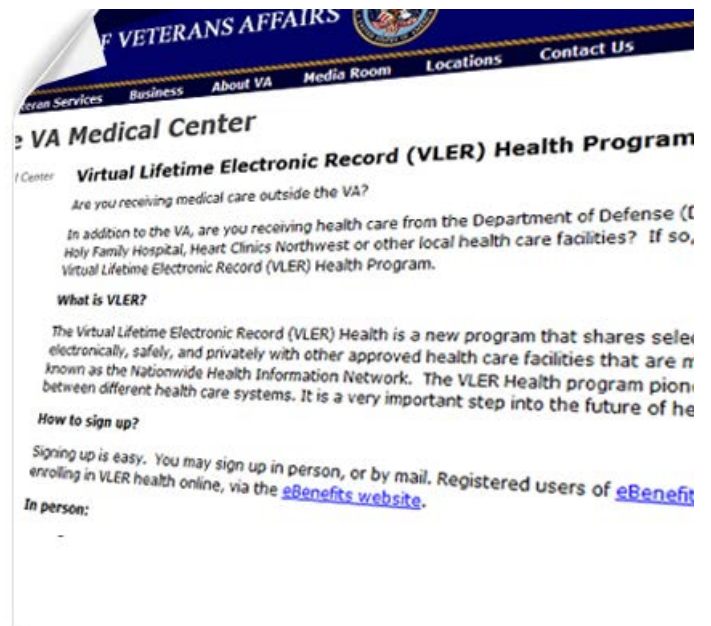 F VETERANS AFFAIRS
eran Services Business About VA Media Room Locations Contact Us
e VA Medical Center
l Center Virtual Lifetime Electronic Record (VLER) Health Program
Are you receiving medical care outside the VA?
In addition to the VA, are you receiving health care from the Department of Defense (D
Holy Family Hospital, Heart Clinics Northwest or other local health care facilities? If so,
Virtual Lifetime Electronic Record (VLER) Health Program.
What is VLER?
The Virtual Lifetime Electronic Record (VLER) Health is a new program that shares sele
electronically, safely, and privately with other approved health care facilities that are m
known as the Nationwide Health Information Network. The VLER Health program pion
between different health care systems. It is a very important step into the future of he
How to sign up?
Signing up is easy. You may sign up in person, or by mail. Registered users of eBenefit
enrolling in VLER health online, via the eBenefits website.
In person:
-